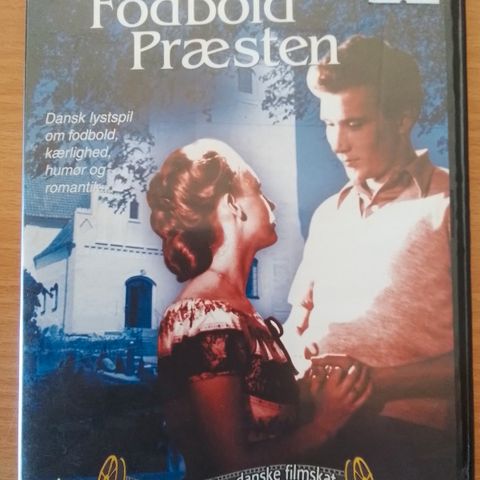 Fodbold
Præsten
Dansk lystspil
om fodbold,
kærlighed,
humør og
romantik...
danske filmskat